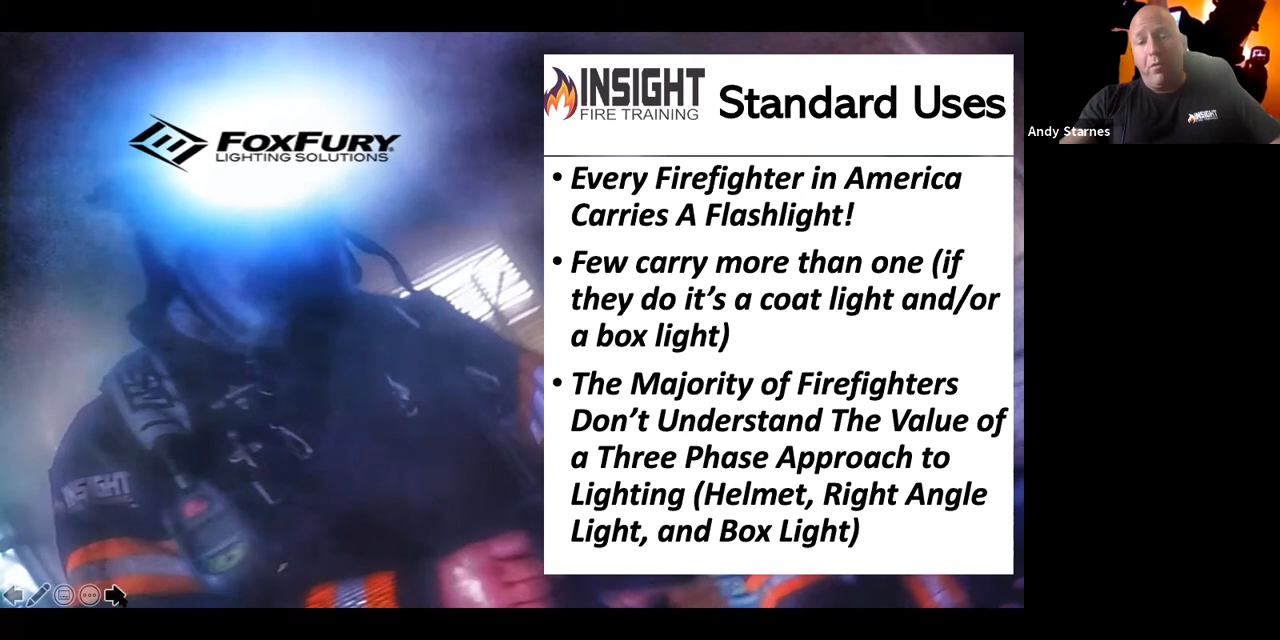 FOXFURY
LIGHTING SOLUTIONS
INSIGHT
FIRE TRAINING
Standard Uses
• Every Firefighter in America
Carries A Flashlight!
• Few carry more than one (if
they do it's a coat light and/or
a box light)
• The Majority of Firefighters
Don't Understand The Value of
a Three Phase Approach to
Lighting (Helmet, Right Angle
Light, and Box Light)
INSIGHT
INSIGHT
Andy Starnes